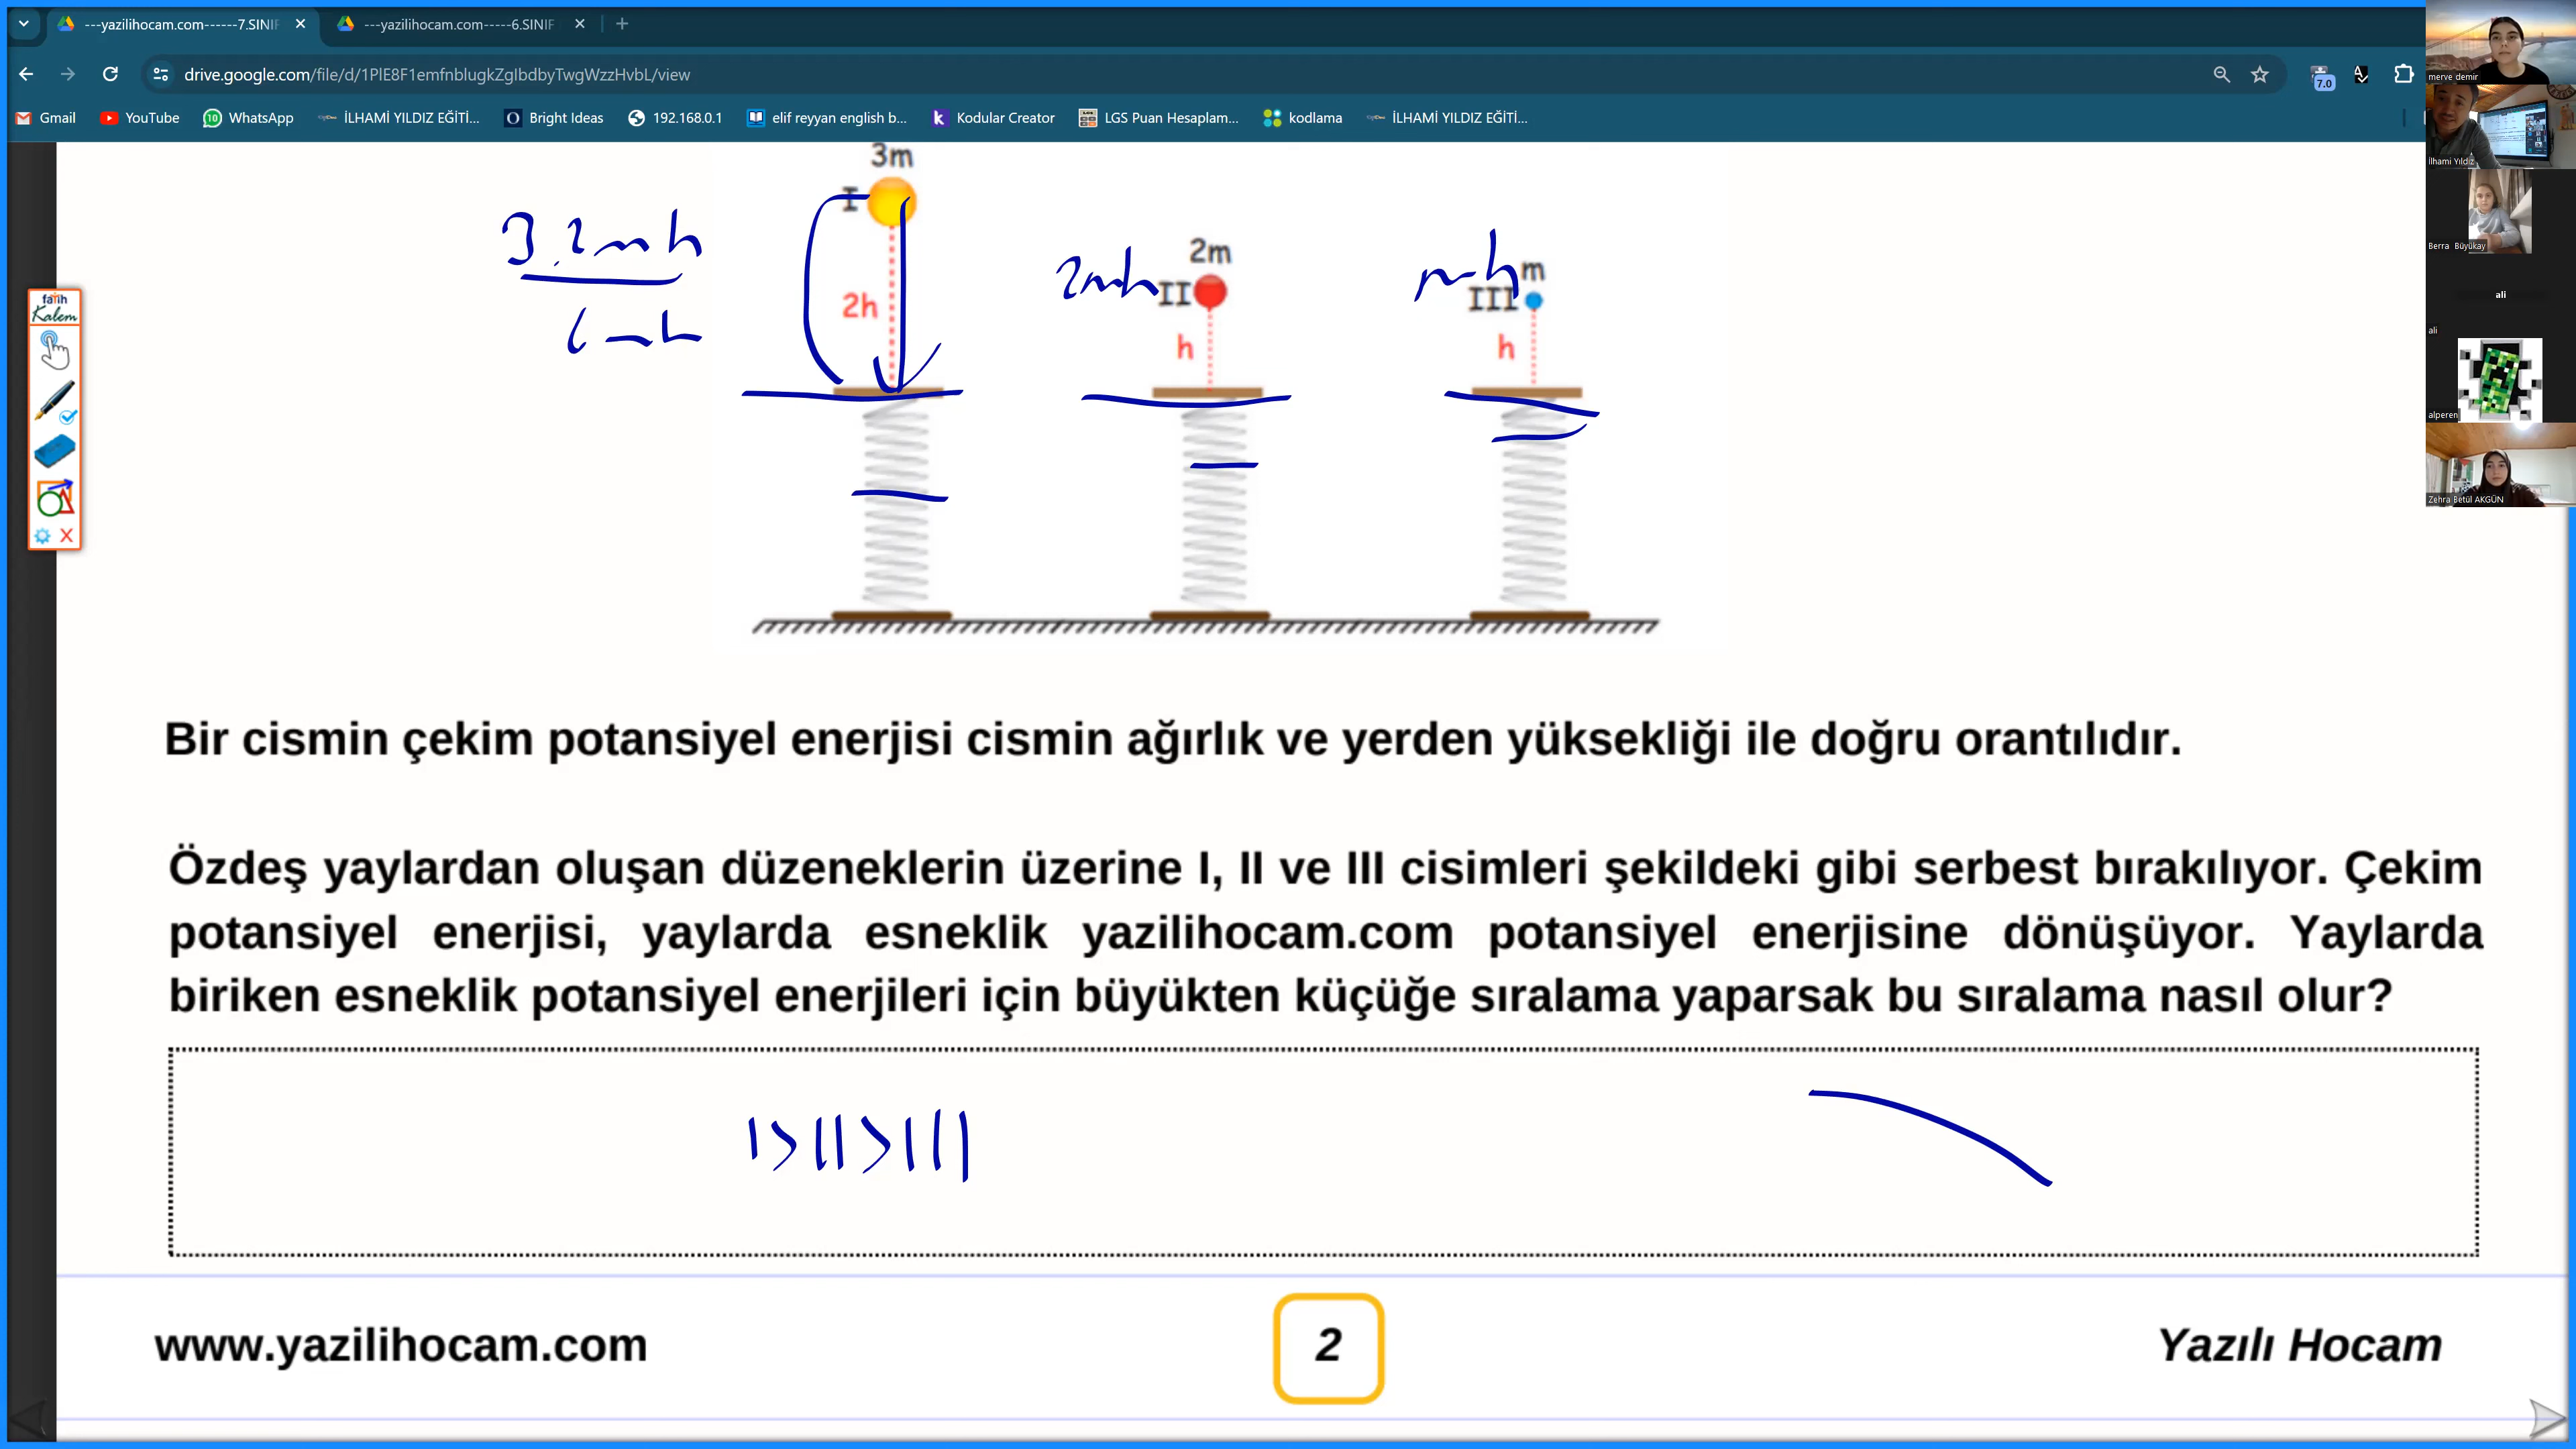 ---yazilihocam.com------7.SINIF
---yazilihocam.com-----6.SINIF
drive.google.com/file/d/1PlE8F1emfnblugkZgIbdbyTwgWzzHvbL/view
7.0
Gmail
YouTube
WhatsApp
İLHAMİ YILDIZ EĞİTİ...
Bright Ideas
192.168.0.1
elif reyyan english b...
Kodular Creator
LGS Puan Hesaplam...
kodlama
İLHAMİ YILDIZ EĞİTİ...
merve demir
İlhami Yıldız
Berra Büyükay
ali
ali
alperen
Zehra Betül AKGÜN
fatih
Kalem
3m
I
2h
3.2mh
6mh
2mh
2m
II
h
mh
m
III
h
Bir cismin çekim potansiyel enerjisi cismin ağırlık ve yerden yüksekliği ile doğru orantılıdır.
Özdeş yaylardan oluşan düzeneklerin üzerine I, II ve III cisimleri şekildeki gibi serbest bırakılıyor. Çekim
potansiyel enerjisi, yaylarda esneklik yazilihocam.com potansiyel enerjisine dönüşüyor. Yaylarda
biriken esneklik potansiyel enerjileri için büyükten küçüğe sıralama yaparsak bu sıralama nasıl olur?
I>II>III
www.yazilihocam.com
2
Yazılı Hocam